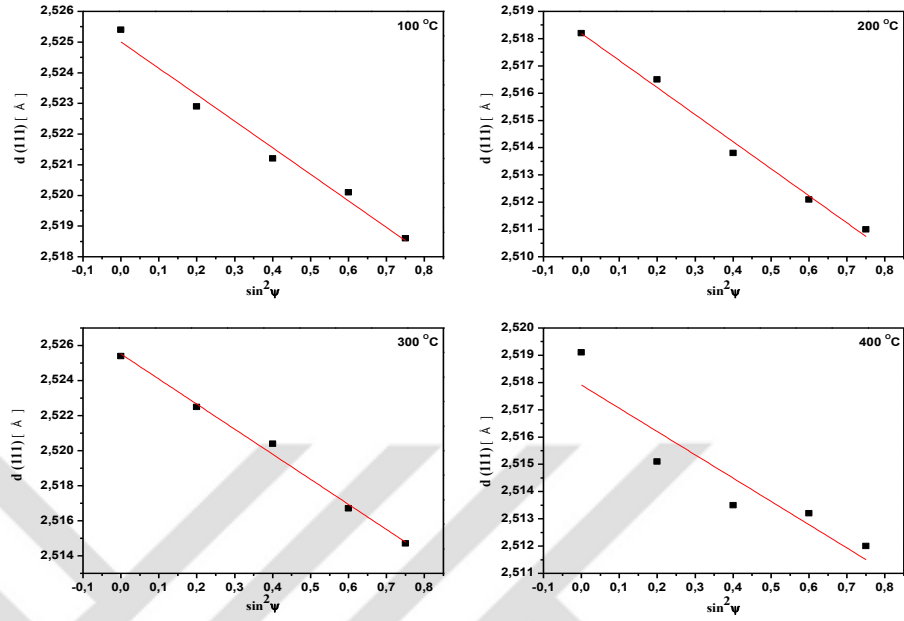 100 °C
2,526
2,525
2,524
2,523
2,522
2,521
2,520
2,519
2,518
d (111) [ Å ]
-0,1 0,0 0,1 0,2 0,3 0,4 0,5 0,6 0,7 0,8
sin²ψ
200 °C
2,519
2,518
2,517
2,516
2,515
2,514
2,513
2,512
2,511
2,510
d (111) [ Å ]
-0,1 0,0 0,1 0,2 0,3 0,4 0,5 0,6 0,7 0,8
sin²ψ
300 °C
2,526
2,524
2,522
2,520
2,518
2,516
2,514
d (111) [ Å ]
-0,1 0,0 0,1 0,2 0,3 0,4 0,5 0,6 0,7 0,8
sin²ψ
400 °C
2,520
2,519
2,518
2,517
2,516
2,515
2,514
2,513
2,512
2,511
d (111) [ Å ]
-0,1 0,0 0,1 0,2 0,3 0,4 0,5 0,6 0,7 0,8
sin²ψ